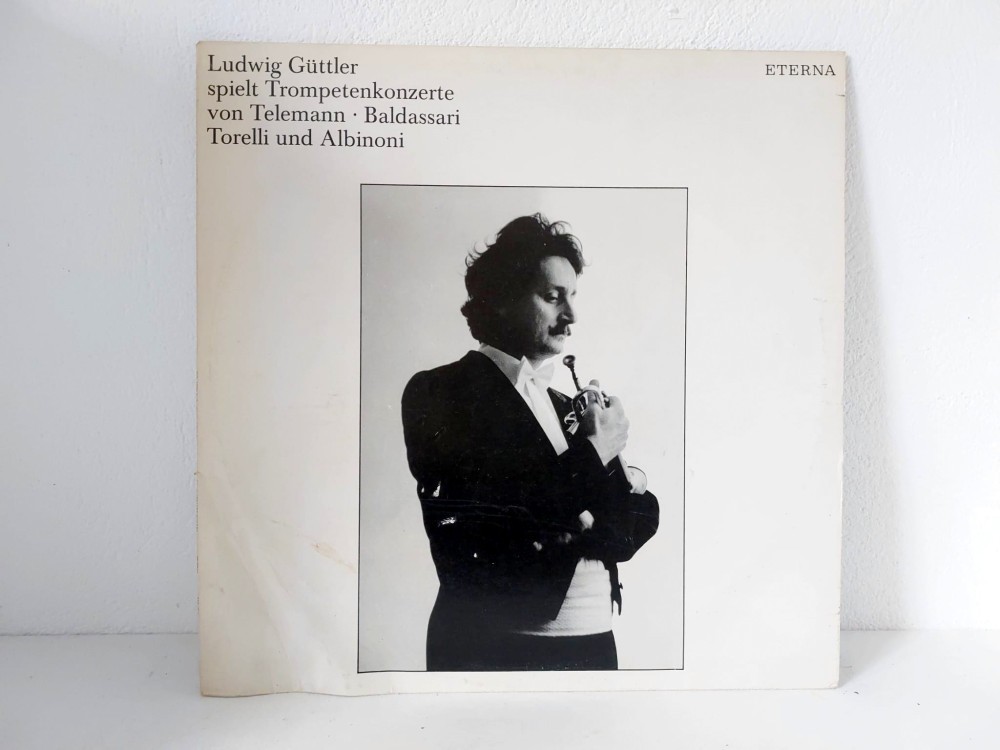 Ludwig Güttler
spielt Trompetenkonzerte
von Telemann · Baldassari
Torelli und Albinoni
ETERNA